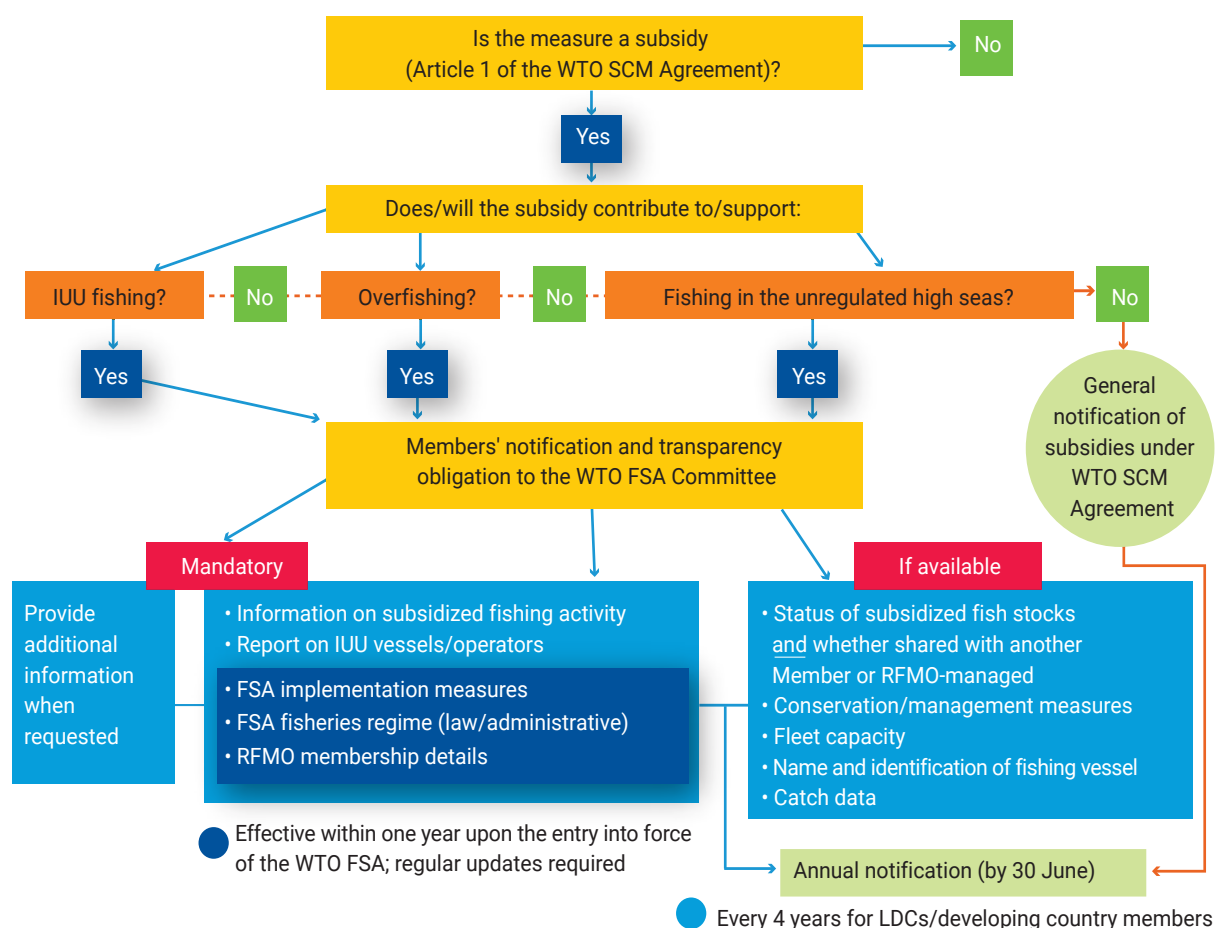 Is the measure a subsidy
(Article 1 of the WTO SCM Agreement)?
No
Yes
Does/will the subsidy contribute to/support:
IUU fishing?
No
Overfishing?
No
Fishing in the unregulated high seas?
No
Yes
Yes
Yes
General
notification of
subsidies under
WTO SCM
Agreement
Members' notification and transparency
obligation to the WTO FSA Committee
Mandatory
If available
Provide
additional
information
when
requested
• Information on subsidized fishing activity
• Report on IUU vessels/operators
• FSA implementation measures
• FSA fisheries regime (law/administrative)
• RFMO membership details
• Status of subsidized fish stocks
and whether shared with another
Member or RFMO-managed
• Conservation/management measures
• Fleet capacity
• Name and identification of fishing vessel
• Catch data
Effective within one year upon the entry into force
of the WTO FSA; regular updates required
Annual notification (by 30 June)
Every 4 years for LDCs/developing country members